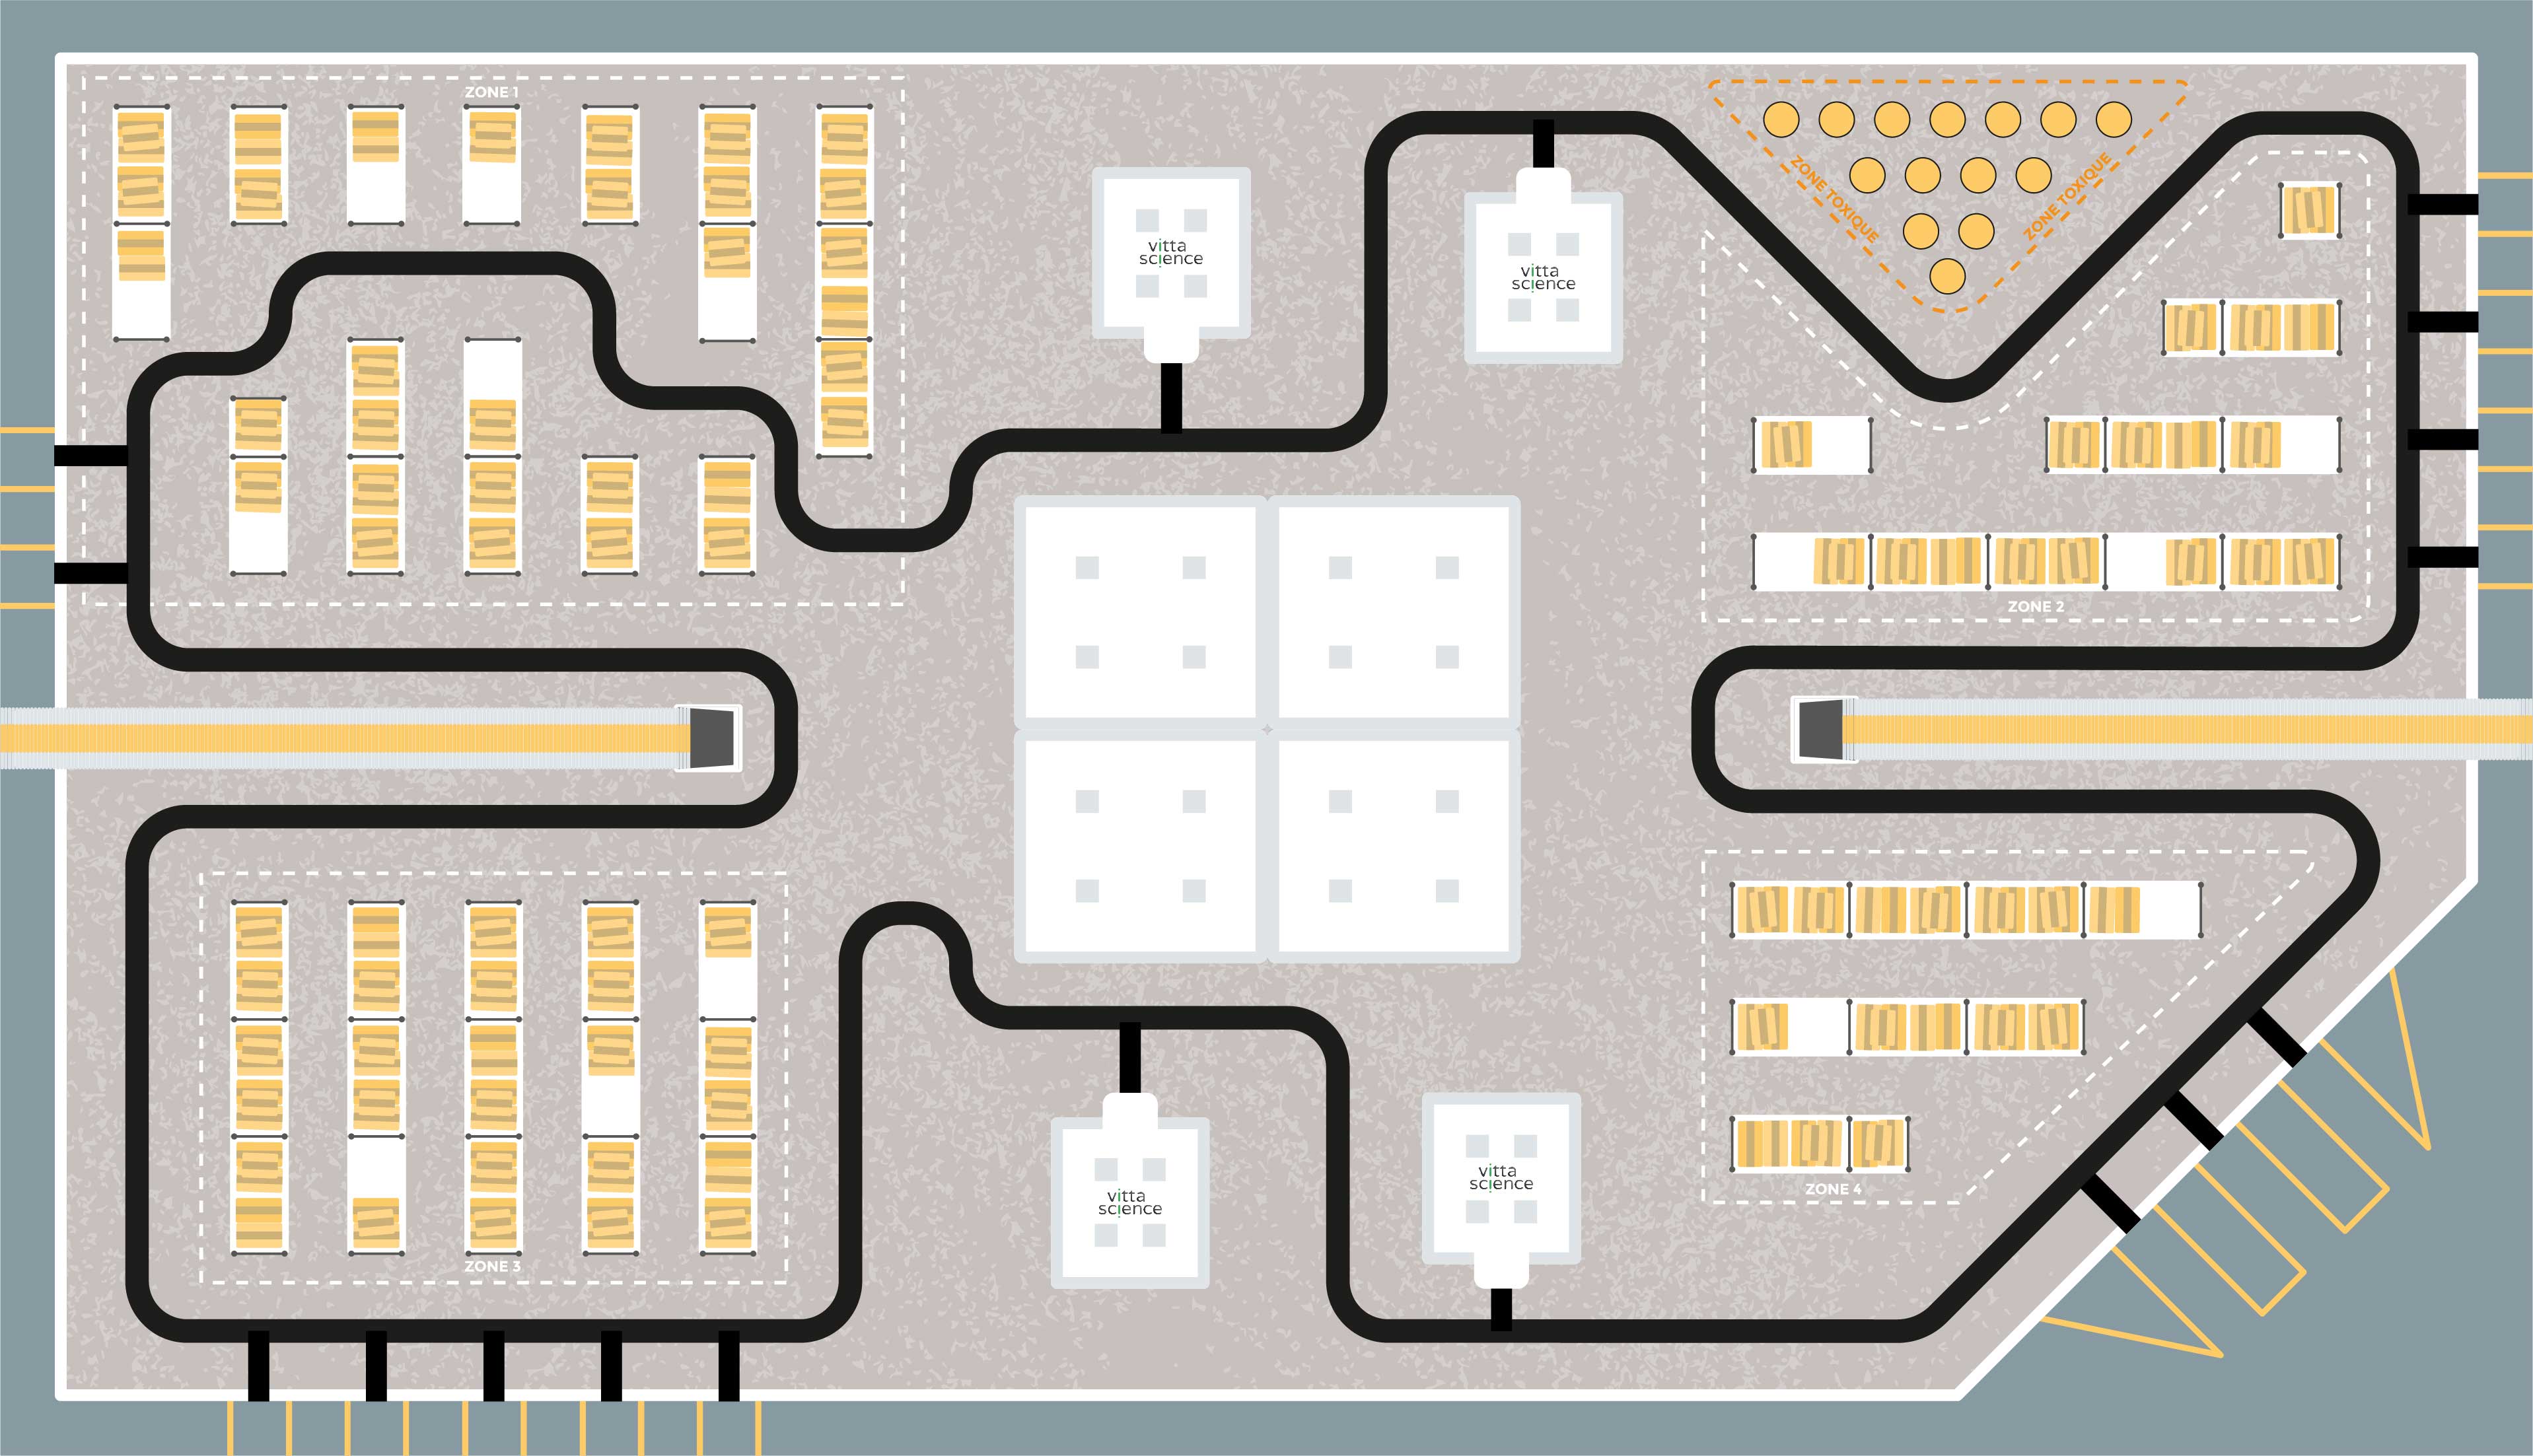 ZONE 1
ZONE TOXIQUE
ZONE TOXIQUE
vitta
science
vitta
science
ZONE 2
vitta
science
vitta
science
ZONE 4
ZONE 3